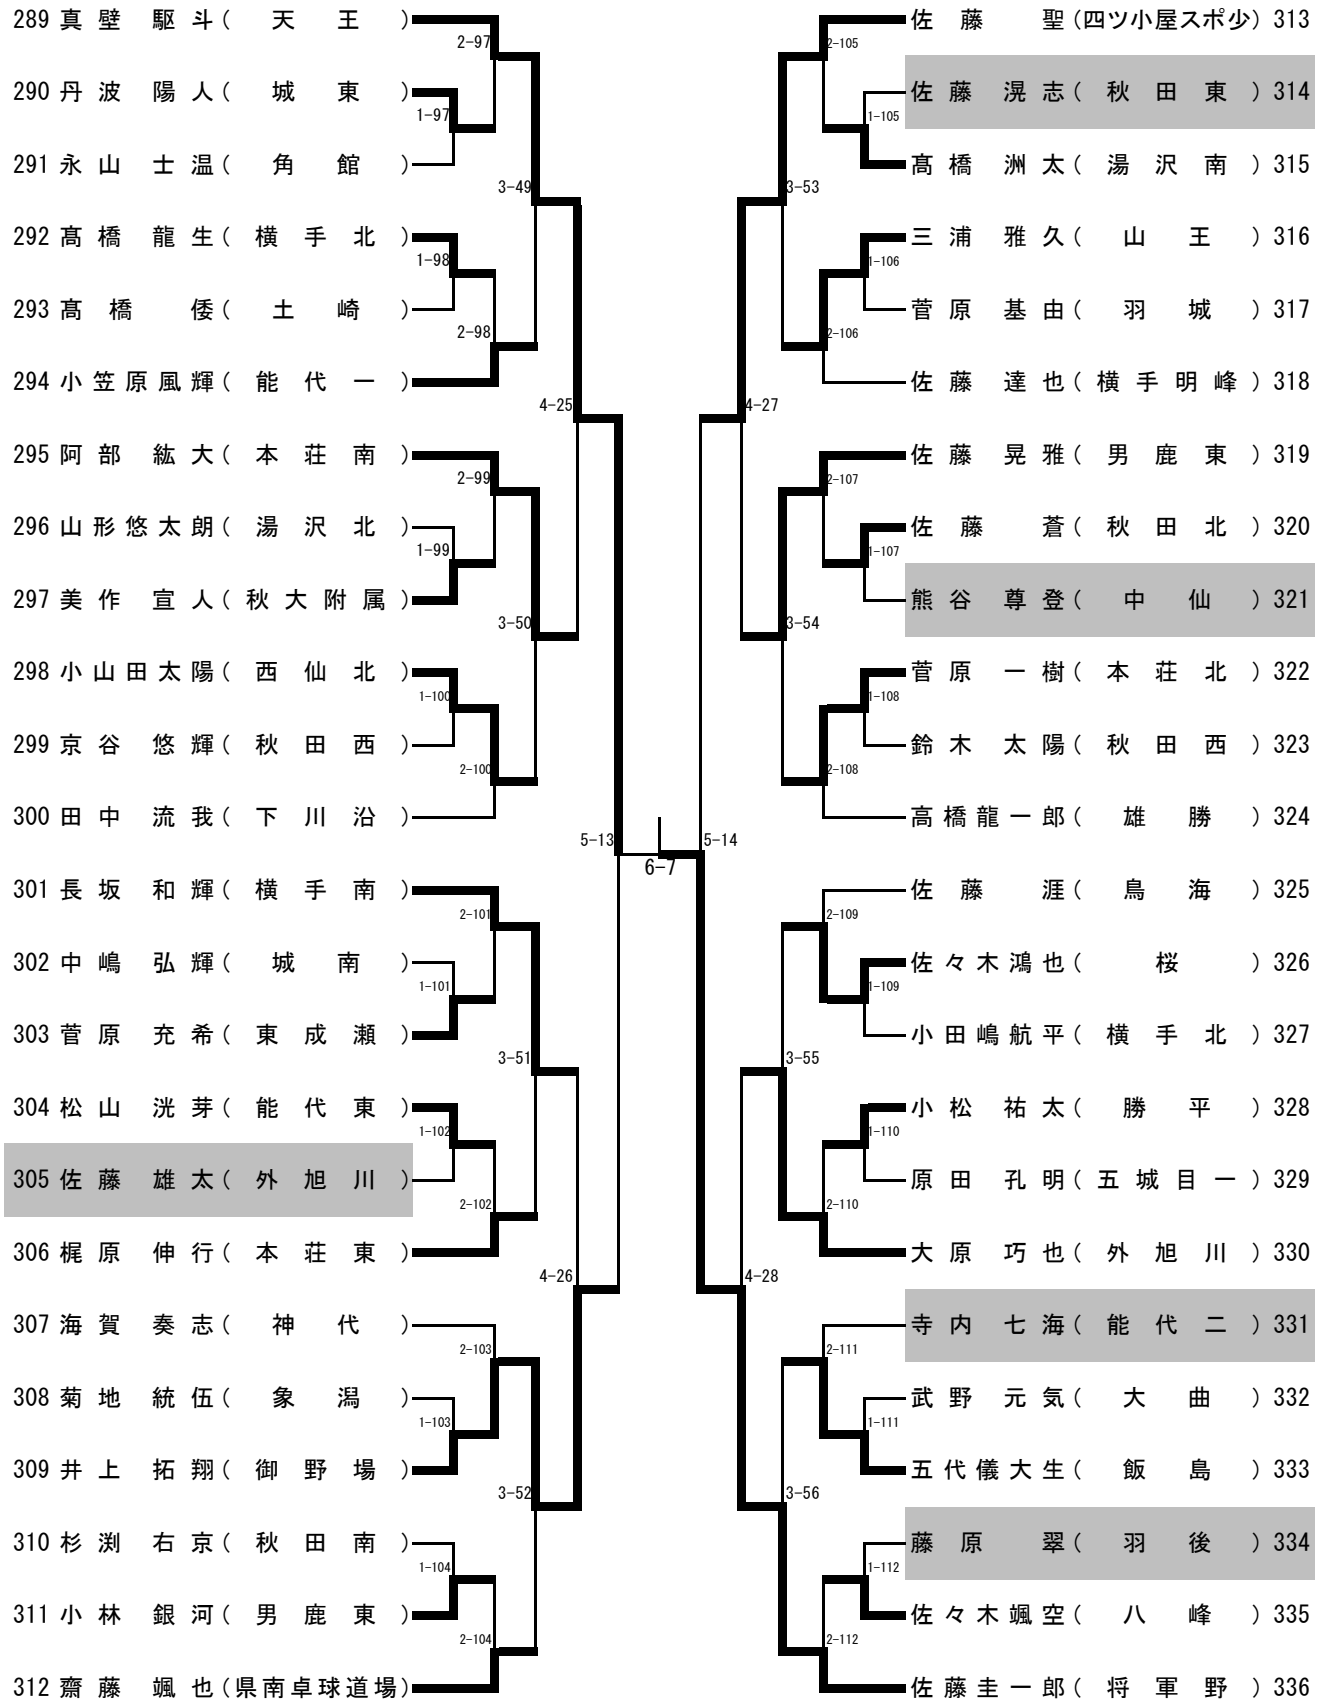 289 真壁 駆斗 ( 天王 )
2-97
290 丹波 陽人 ( 城東 )
1-97
291 永山 士温 ( 角館 )
3-49
292 髙橋 龍生 ( 横手北 )
1-98
293 髙橋 倭 ( 土崎 )
2-98
294 小笠原風輝 ( 能代一 )
4-25
295 阿部 紘大 ( 本荘南 )
2-99
296 山形悠太朗 ( 湯沢北 )
1-99
297 美作 宣人 ( 秋大附属 )
3-50
298 小山田太陽 ( 西仙北 )
1-100
299 京谷 悠輝 ( 秋田西 )
2-100
300 田中 流我 ( 下川沿 )
5-13
301 長坂 和輝 ( 横手南 )
2-101
302 中嶋 弘輝 ( 城南 )
1-101
303 菅原 充希 ( 東成瀬 )
3-51
304 松山 洸芽 ( 能代東 )
1-102
305 佐藤 雄太 ( 外旭川 )
2-102
306 梶原 伸行 ( 本荘東 )
4-26
307 海賀 奏志 ( 神代 )
2-103
308 菊地 統伍 ( 象潟 )
1-103
309 井上 拓翔 ( 御野場 )
3-52
310 杉渕 右京 ( 秋田南 )
1-104
311 小林 銀河 ( 男鹿東 )
2-104
312 齋藤 颯也 (県南卓球道場)
6-7
佐藤 聖 (四ツ小屋スポ少) 313
2-105
佐藤 滉志 ( 秋田東 ) 314
1-105
髙橋 洲太 ( 湯沢南 ) 315
3-53
三浦 雅久 ( 山王 ) 316
1-106
菅原 基由 ( 羽城 ) 317
2-106
佐藤 達也 ( 横手明峰 ) 318
4-27
佐藤 晃雅 ( 男鹿東 ) 319
2-107
佐藤 蒼 ( 秋田北 ) 320
1-107
熊谷 尊登 ( 中仙 ) 321
3-54
菅原 一樹 ( 本荘北 ) 322
1-108
鈴木 太陽 ( 秋田西 ) 323
2-108
高橋龍一郎 ( 雄勝 ) 324
5-14
佐藤 涯 ( 鳥海 ) 325
2-109
佐々木鴻也 ( 桜 ) 326
1-109
小田嶋航平 ( 横手北 ) 327
3-55
小松 祐太 ( 勝平 ) 328
1-110
原田 孔明 ( 五城目一 ) 329
2-110
大原 巧也 ( 外旭川 ) 330
4-28
寺内 七海 ( 能代二 ) 331
2-111
武野 元気 ( 大曲 ) 332
1-111
五代儀大生 ( 飯島 ) 333
3-56
藤原 翠 ( 羽後 ) 334
1-112
佐々木颯空 ( 八峰 ) 335
2-112
佐藤圭一郎 ( 将軍野 ) 336